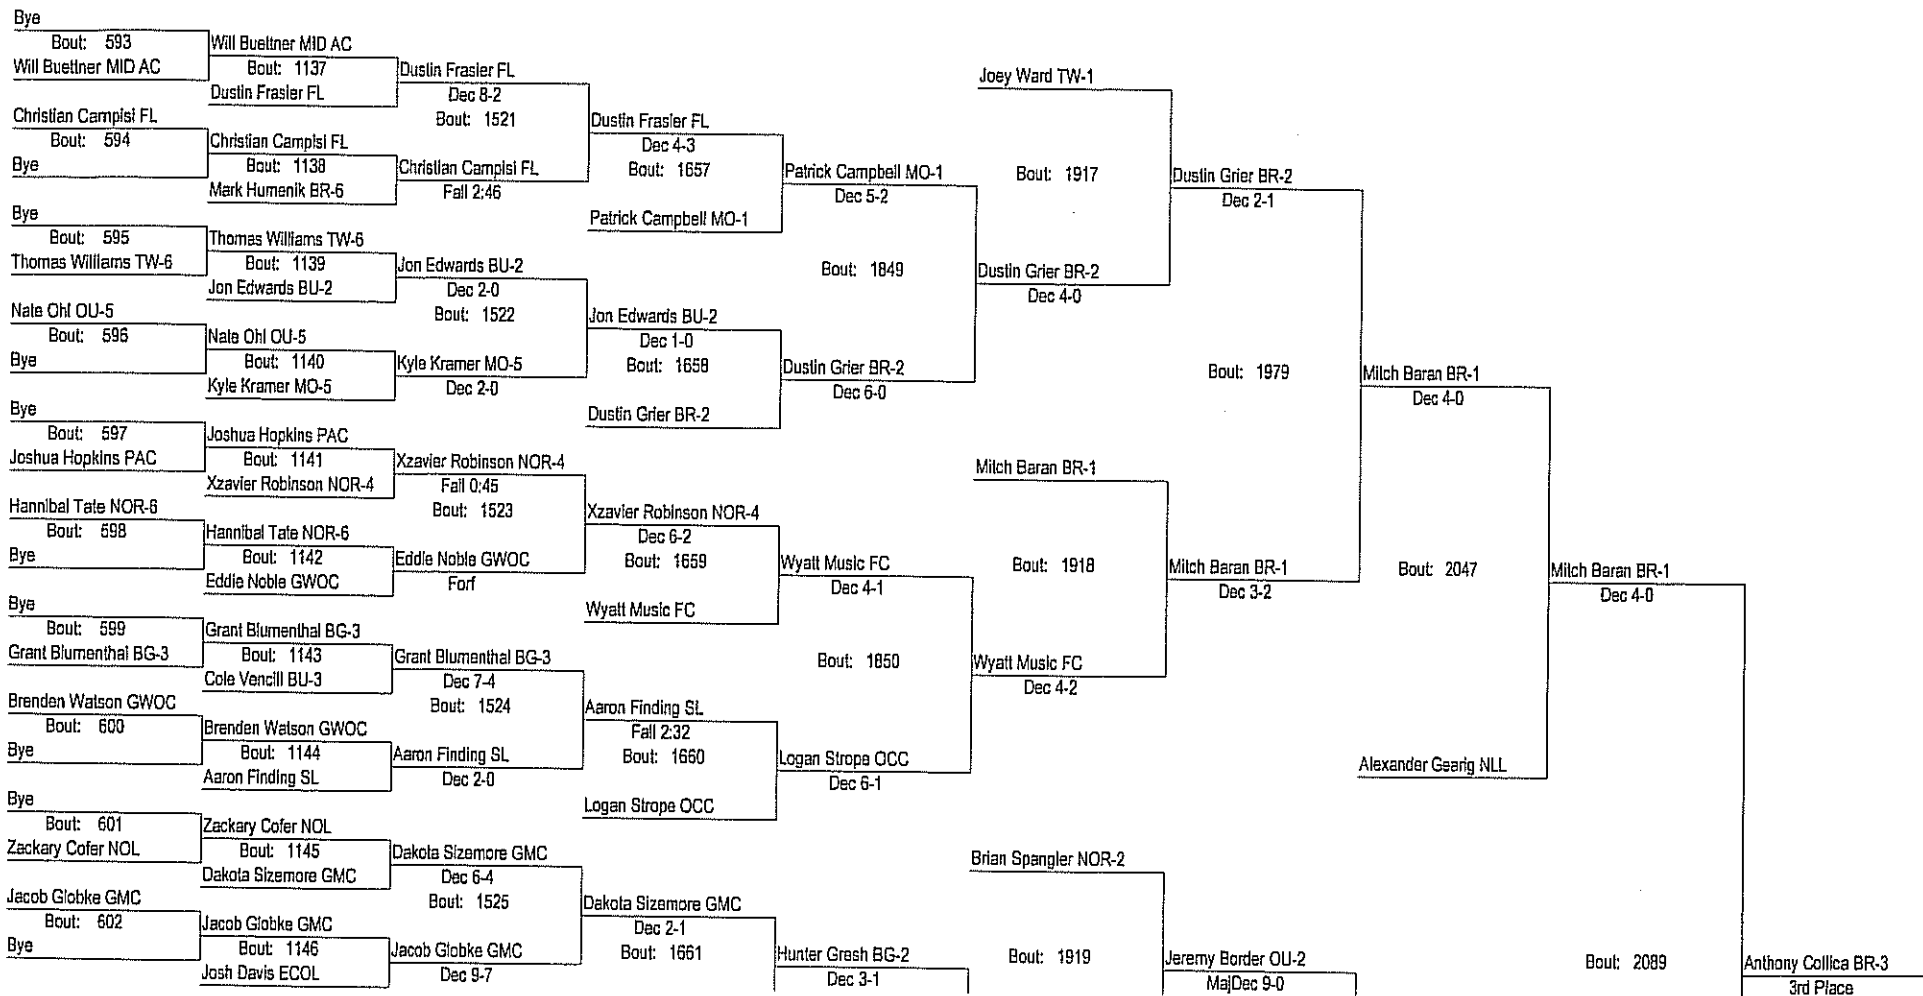 Bye
Bout: 593
Will Buettner MID AC
Christian Campisi FL
Bout: 594
Bye
Bye
Bout: 595
Thomas Williams TW-6
Nate Ohl OU-5
Bout: 596
Bye
Bye
Bout: 597
Joshua Hopkins PAC
Hannibal Tate NOR-6
Bout: 598
Bye
Bye
Bout: 599
Grant Blumenthal BG-3
Brenden Watson GWOC
Bout: 600
Bye
Bye
Bout: 601
Zackary Cofer NOL
Jacob Globke GMC
Bout: 602
Bye
Will Buettner MID AC
Bout: 1137
Dustin Frasier FL
Christian Campisi FL
Bout: 1138
Mark Humenik BR-6
Thomas Williams TW-6
Bout: 1139
Jon Edwards BU-2
Nate Ohl OU-5
Bout: 1140
Kyle Kramer MO-5
Joshua Hopkins PAC
Bout: 1141
Xzavier Robinson NOR-4
Hannibal Tate NOR-6
Bout: 1142
Eddie Noble GWOC
Grant Blumenthal BG-3
Bout: 1143
Cole Vencill BU-3
Brenden Watson GWOC
Bout: 1144
Aaron Finding SL
Zackary Cofer NOL
Bout: 1145
Dakota Sizemore GMC
Jacob Globke GMC
Bout: 1146
Josh Davis ECOL
Dustin Frasier FL
Dec 8-2
Bout: 1521
Christian Campisi FL
Fall 2:46
Jon Edwards BU-2
Dec 2-0
Bout: 1522
Kyle Kramer MO-5
Dec 2-0
Xzavier Robinson NOR-4
Fall 0:45
Bout: 1523
Eddie Noble GWOC
Forf
Grant Blumenthal BG-3
Dec 7-4
Bout: 1524
Aaron Finding SL
Dec 2-0
Dakota Sizemore GMC
Dec 6-4
Bout: 1525
Jacob Globke GMC
Dec 9-7
Dustin Frasier FL
Dec 4-3
Bout: 1657
Patrick Campbell MO-1
Jon Edwards BU-2
Dec 1-0
Bout: 1658
Dustin Grier BR-2
Xzavier Robinson NOR-4
Dec 6-2
Bout: 1659
Wyatt Music FC
Aaron Finding SL
Fall 2:32
Bout: 1660
Logan Strope OCC
Dakota Sizemore GMC
Dec 2-1
Bout: 1661
Patrick Campbell MO-1
Dec 5-2
Bout: 1849
Dustin Grier BR-2
Dec 6-0
Wyatt Music FC
Dec 4-1
Bout: 1850
Logan Strope OCC
Dec 6-1
Hunter Gresh BG-2
Dec 3-1
Joey Ward TW-1
Bout: 1917
Dustin Grier BR-2
Dec 4-0
Mitch Baran BR-1
Bout: 1918
Wyatt Music FC
Dec 4-2
Brian Spangler NOR-2
Bout: 1919
Dustin Grier BR-2
Dec 2-1
Bout: 1979
Mitch Baran BR-1
Dec 3-2
Jeremy Border OU-2
MajDec 9-0
Mitch Baran BR-1
Dec 4-0
Bout: 2047
Alexander Gearig NLL
Mitch Baran BR-1
Dec 4-0
Bout: 2089
Anthony Collica BR-3
3rd Place